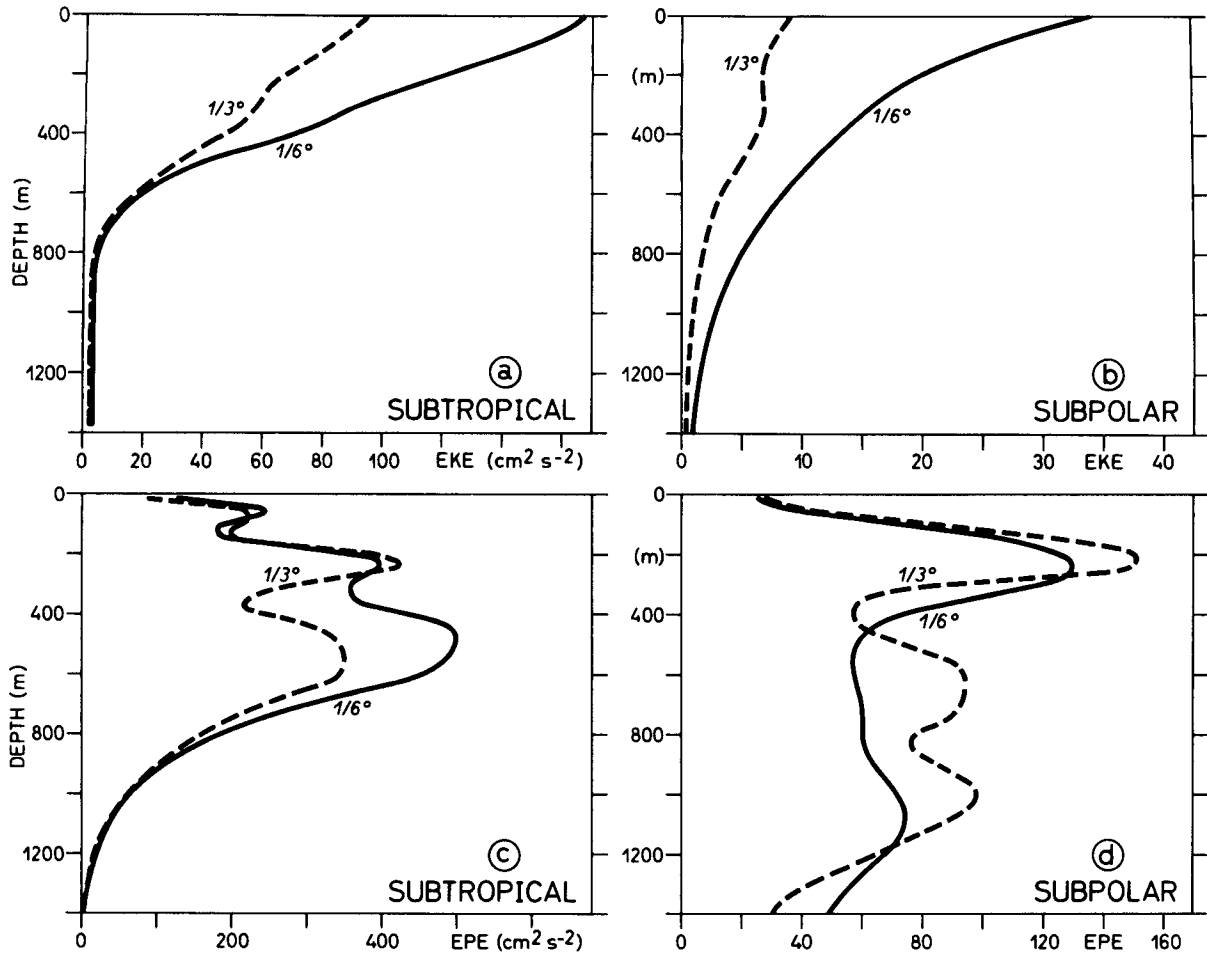 0
400
800
1200
DEPTH (m)
1/3°
1/6°
ⓐ
SUBTROPICAL
0 20 40 60 80 100 EKE (cm² s⁻²)
0
(m)
400
800
1200
1/3°
1/6°
ⓑ
SUBPOLAR
0 10 20 30 EKE 40
0
400
800
1200
DEPTH (m)
1/3°
1/6°
ⓒ
SUBTROPICAL
0 200 400 EPE (cm² s⁻²)
0
(m)
400
800
1200
1/3°
1/6°
ⓓ
SUBPOLAR
0 40 80 120 EPE 160